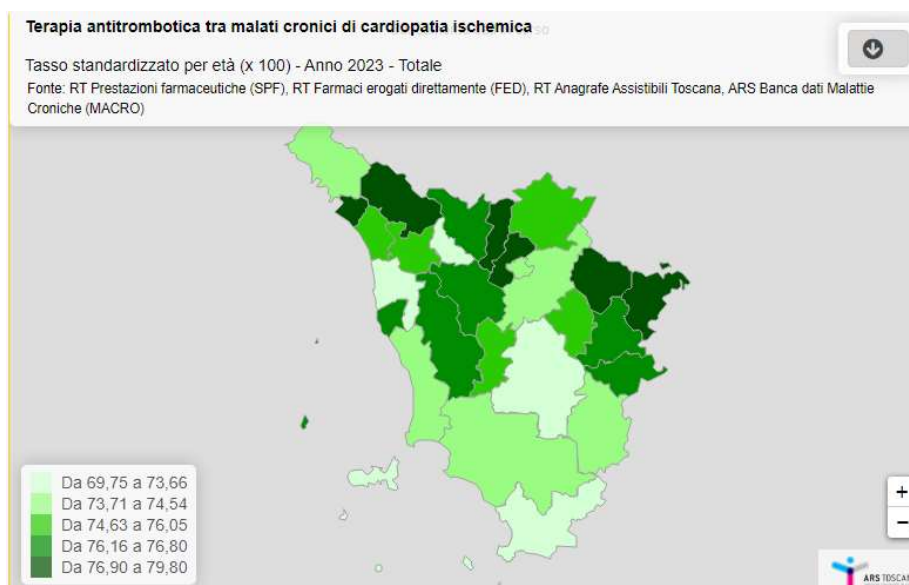 Terapia antitrombotica tra malati cronici di cardiopatia ischemica
Tasso standardizzato per età (x 100) - Anno 2023 - Totale
Fonte: RT Prestazioni farmaceutiche (SPF), RT Farmaci erogati direttamente (FED), RT Anagrafe Assistibili Toscana, ARS Banca dati Malattie
Croniche (MACRO)
Da 69,75 a 73,66
Da 73,71 a 74,54
Da 74,63 a 76,05
Da 76,16 a 76,80
Da 76,90 a 79,80
+
−
ARS TOSCA